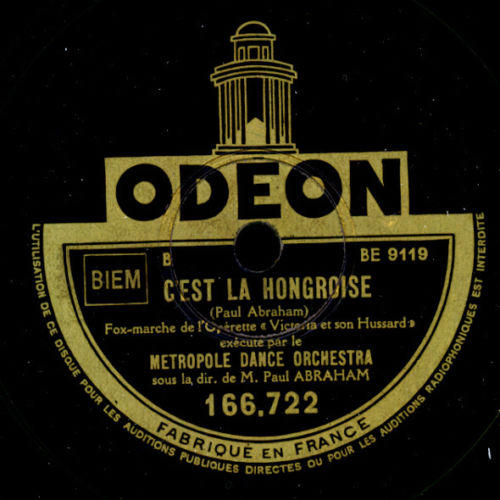 ODEON
B
BE 9119
BIEM
C'EST LA HONGROISE
(Paul Abraham)
Fox-marche de l'Opérette « Victoria et son Hussard »
exécuté par le
METROPOLE DANCE ORCHESTRA
sous la dir. de M. Paul ABRAHAM
166,722
FABRIQUÉ EN FRANCE
L'UTILISATION DE CE DISQUE POUR LES AUDITIONS PUBLIQUES DIRECTES OU POUR LES AUDITIONS RADIOPHONIQUES EST INTERDITE